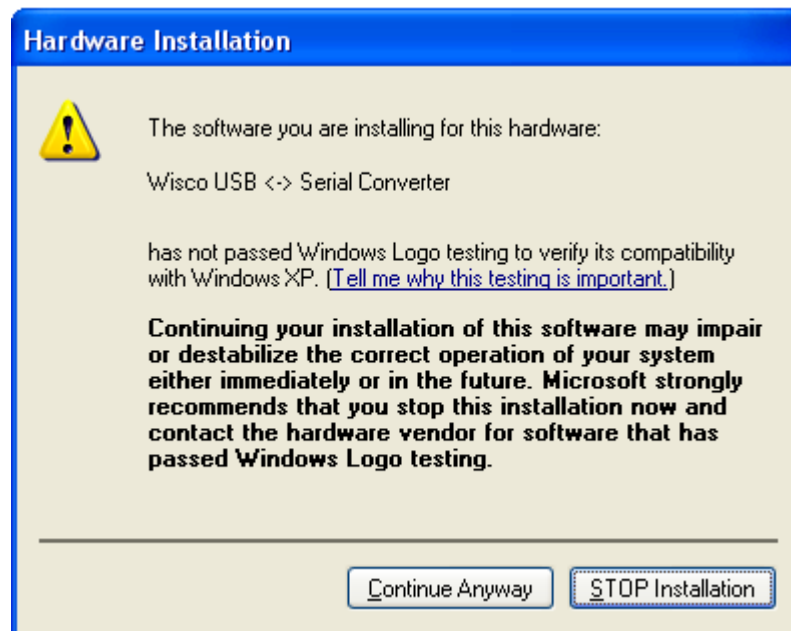 Hardware Installation
The software you are installing for this hardware:
Wisco USB <-> Serial Converter
has not passed Windows Logo testing to verify its compatibility
with Windows XP. (Tell me why this testing is important.)
Continuing your installation of this software may impair
or destabilize the correct operation of your system
either immediately or in the future. Microsoft strongly
recommends that you stop this installation now and
contact the hardware vendor for software that has
passed Windows Logo testing.
Continue Anyway
STOP Installation